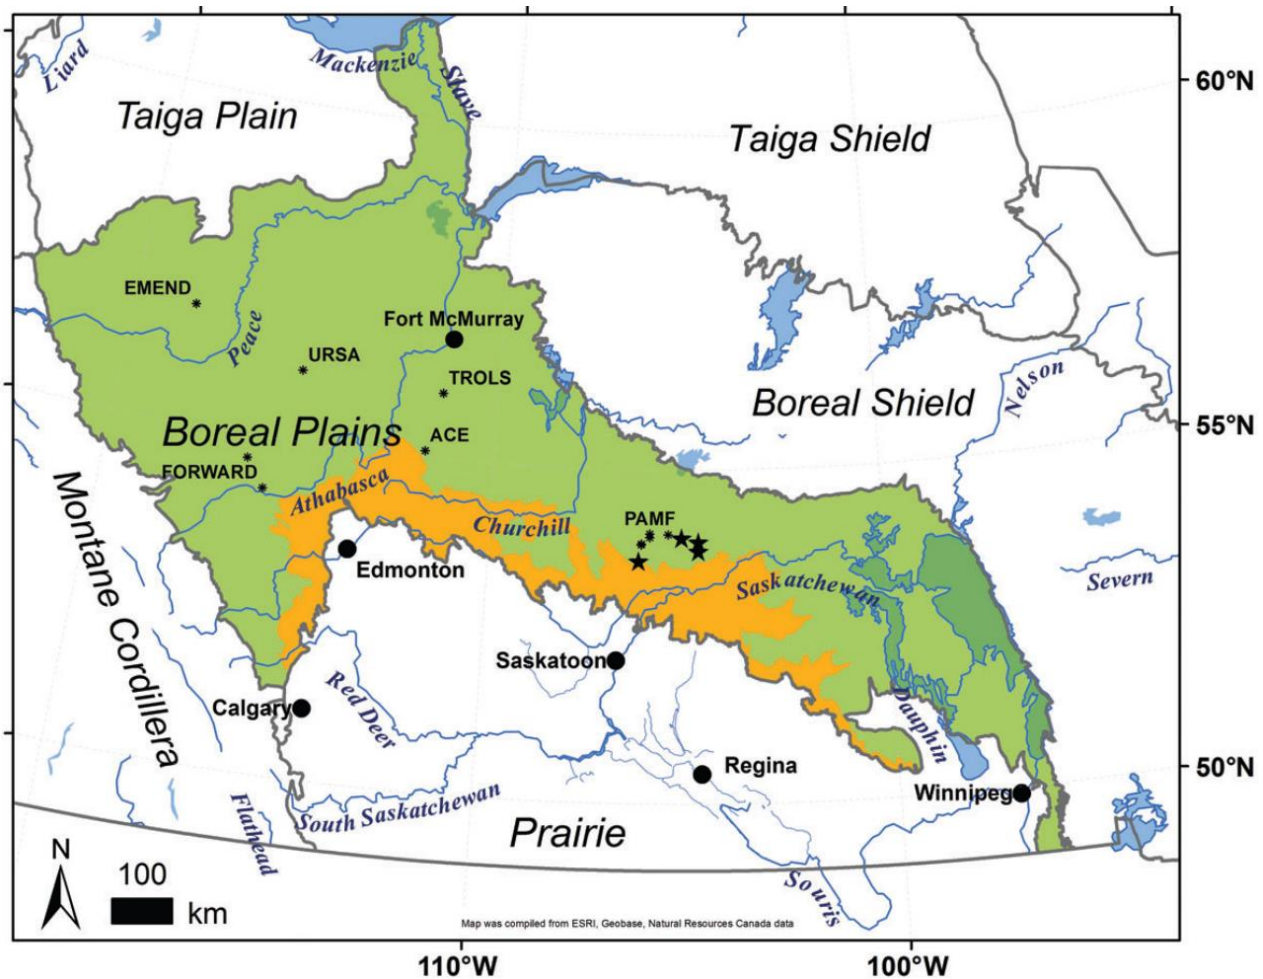 Liard
Mackenzie
Slave
60°N
Taiga Plain
Taiga Shield
EMEND
Peace
Fort McMurray
URSA
TROLS
Nelson
Boreal Shield
55°N
Boreal Plains
ACE
FORWARD
Athabasca
Churchill
PAMF
Montane Cordillera
Edmonton
Saskatchewan
Severn
Saskatoon
Calgary
Red Deer
Dauphin
Regina
50°N
Winnipeg
Flathead
South Saskatchewan
Prairie
N
100
km
Souris
Map was compiled from ESRI, Geobase, Natural Resources Canada data
110°W
100°W